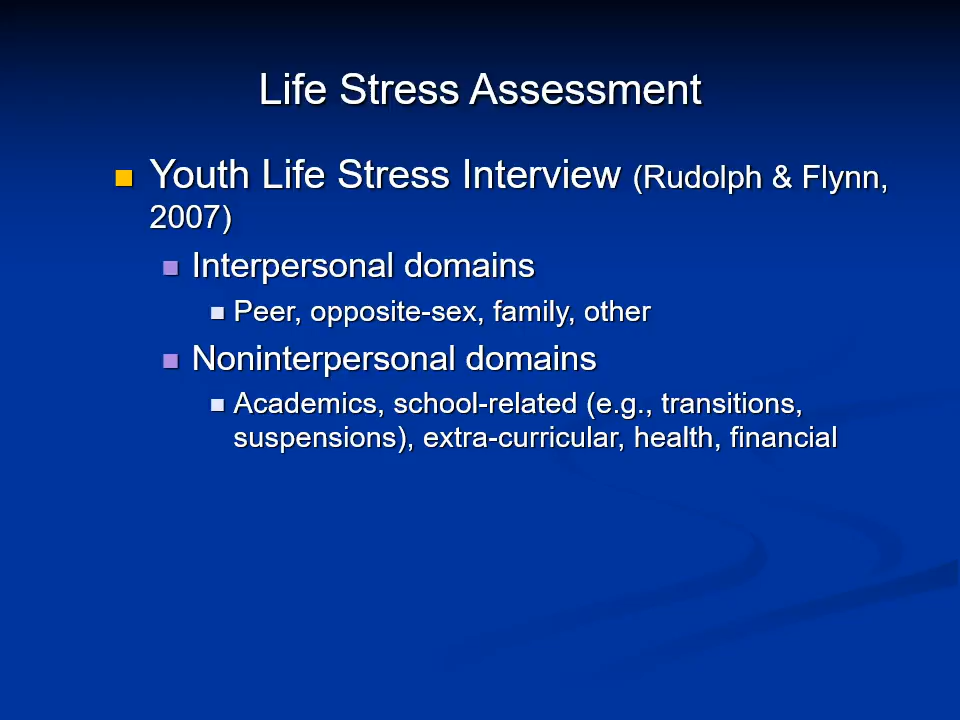 Life Stress Assessment
Youth Life Stress Interview (Rudolph & Flynn,
2007)
Interpersonal domains
Peer, opposite-sex, family, other
Noninterpersonal domains
Academics, school-related (e.g., transitions,
suspensions), extra-curricular, health, financial